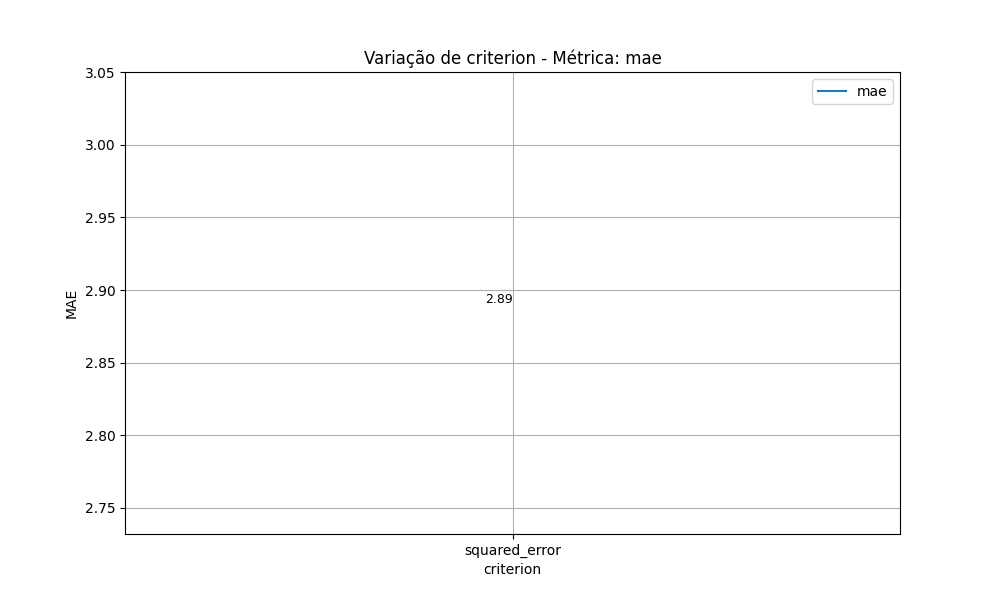 Variação de criterion - Métrica: mae
mae
3.05
3.00
2.95
2.90
2.85
2.80
2.75
MAE
2.89
squared_error
criterion